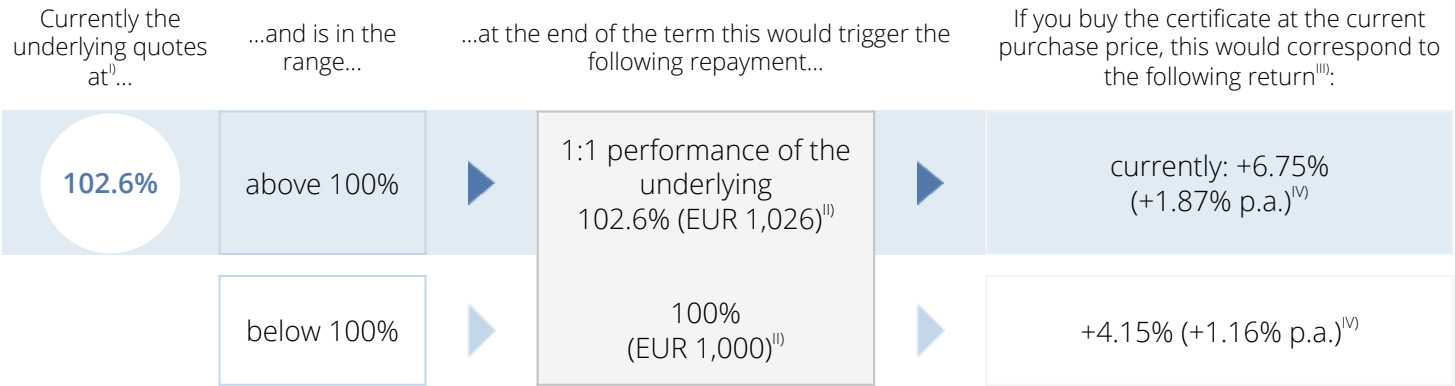 Currently the
underlying quotes
at^I)...
...and is in the
range...
...at the end of the term this would trigger the
following repayment...
If you buy the certificate at the current
purchase price, this would correspond to
the following return^III):
102.6%
above 100%
1:1 performance of the
underlying
102.6% (EUR 1,026)^II)
currently: +6.75%
(+1.87% p.a.)^IV)
below 100%
100%
(EUR 1,000)^II)
+4.15% (+1.16% p.a.)^IV)